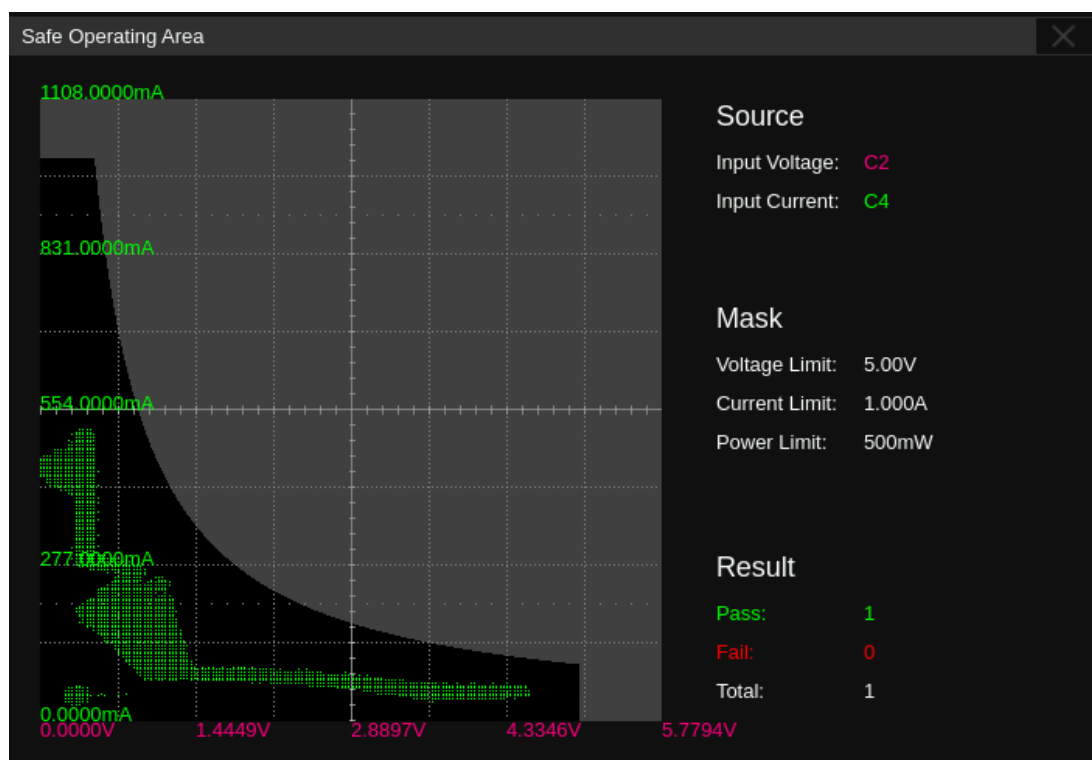 Safe Operating Area
1108.0000mA
831.0000mA
554.0000mA
277.0000mA
0.0000mA
0.0000V 1.4449V 2.8897V 4.3346V 5.7794V
Source
Input Voltage: C2
Input Current: C4
Mask
Voltage Limit: 5.00V
Current Limit: 1.000A
Power Limit: 500mW
Result
Pass: 1
Fail: 0
Total: 1